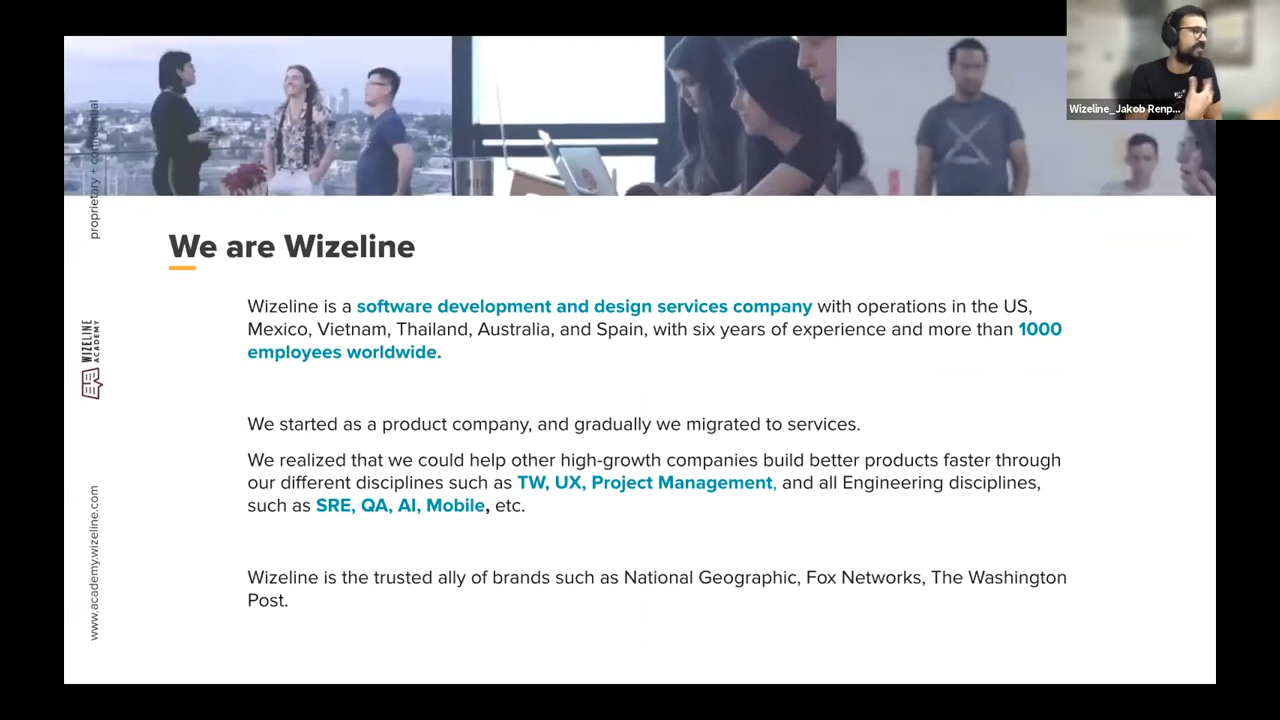 Wizeline_Jakob Renp...
proprietary + confidential
We are Wizeline
Wizeline is a software development and design services company with operations in the US,
Mexico, Vietnam, Thailand, Australia, and Spain, with six years of experience and more than 1000
employees worldwide.
We started as a product company, and gradually we migrated to services.
We realized that we could help other high-growth companies build better products faster through
our different disciplines such as TW, UX, Project Management, and all Engineering disciplines,
such as SRE, QA, AI, Mobile, etc.
Wizeline is the trusted ally of brands such as National Geographic, Fox Networks, The Washington
Post.
WIZELINE
ACADEMY
www.academy.wizeline.com